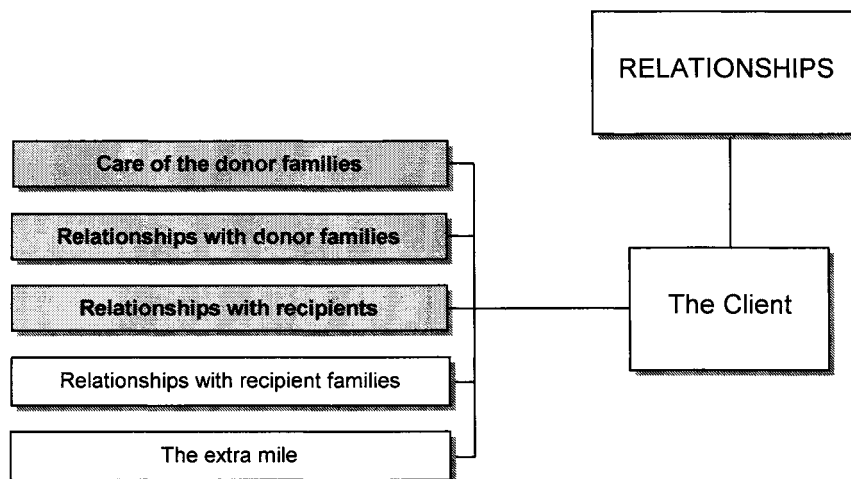 RELATIONSHIPS
Care of the donor families
Relationships with donor families
Relationships with recipients
The Client
Relationships with recipient families
The extra mile